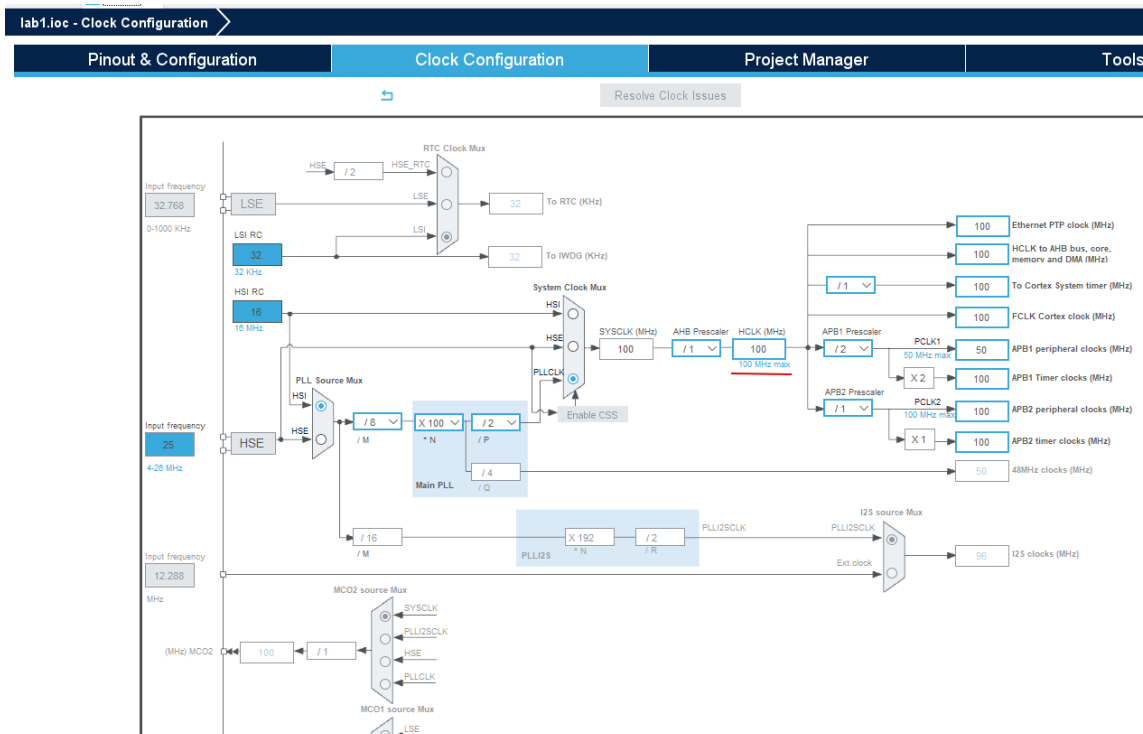 lab1.ioc - Clock Configuration
Pinout & Configuration
Clock Configuration
Project Manager
Tools
Resolve Clock Issues
RTC Clock Mux
HSE
/ 2
HSE_RTC
Input frequency
32.768
0-1000 KHz
LSE
LSE
32
To RTC (KHz)
LSI RC
32
32 KHz
LSI
32
To IWDG (KHz)
HSI RC
16
16 MHz
System Clock Mux
HSI
HSE
PLLCLK
Enable CSS
SYSCLK (MHz)
100
AHB Prescaler
/ 1
HCLK (MHz)
100
100 MHz max
100
Ethernet PTP clock (MHz)
100
HCLK to AHB bus, core,
memory and DMA (MHz)
/ 1
100
To Cortex System timer (MHz)
100
FCLK Cortex clock (MHz)
APB1 Prescaler
/ 2
PCLK1
50 MHz max
50
APB1 peripheral clocks (MHz)
X 2
100
APB1 Timer clocks (MHz)
APB2 Prescaler
/ 1
PCLK2
100 MHz max
100
APB2 peripheral clocks (MHz)
X 1
100
APB2 timer clocks (MHz)
PLL Source Mux
HSI
HSE
Input frequency
25
4-26 MHz
HSE
/ 8
/ M
X 100
* N
/ 2
/ P
/ 4
/ Q
Main PLL
50
48MHz clocks (MHz)
/ 16
/ M
PLLI2S
X 192
* N
/ 2
/ R
PLLI2SCLK
I2S source Mux
PLLI2SCLK
Ext.clock
96
I2S clocks (MHz)
Input frequency
12.288
MHz
MCO2 source Mux
SYSCLK
PLLI2SCLK
HSE
PLLCLK
(MHz) MCO2
100
/ 1
MCO1 source Mux
LSE